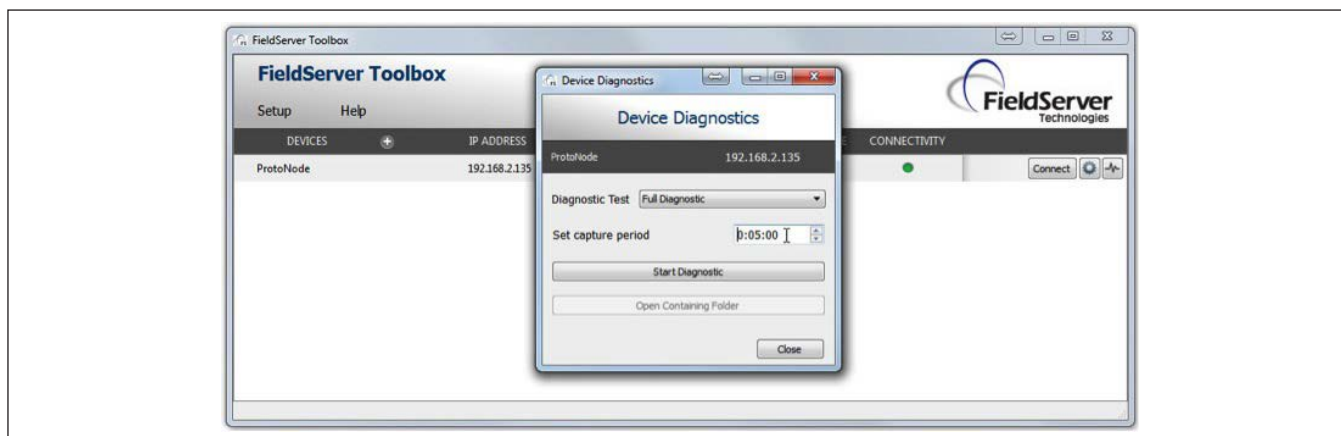 FieldServer Toolbox
FieldServer Toolbox
Setup Help
FieldServer
Technologies
DEVICES IP ADDRESS CONNECTIVITY
ProtoNode 192.168.2.135 Connect
Device Diagnostics
Device Diagnostics
ProtoNode 192.168.2.135
Diagnostic Test Full Diagnostic
Set capture period 0:05:00
Start Diagnostic
Open Containing Folder
Close